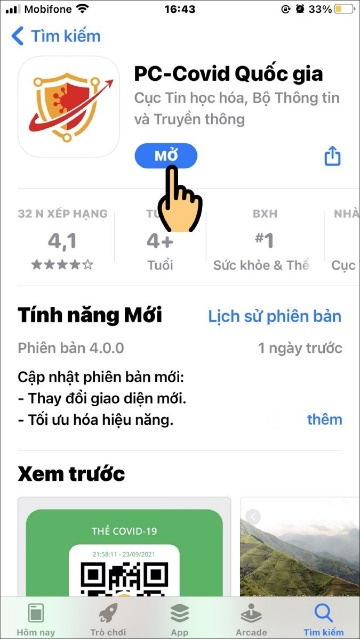 Mobifone 16:43 33%
Tìm kiếm
PC-Covid Quốc gia
Cục Tin học hóa, Bộ Thông tin
và Truyền thông
MỞ
32 N XẾP HẠNG
4,1
★★★★☆
4+
Tuổi
BXH
#1
Sức khỏe & Thể
NHÀ
Cục
Tính năng Mới
Lịch sử phiên bản
Phiên bản 4.0.0
1 ngày trước
Cập nhật phiên bản mới:
- Thay đổi giao diện mới.
- Tối ưu hóa hiệu năng.
thêm
Xem trước
THẺ COVID-19
21:58:11 - 23/09/2021
Hôm nay
Trò chơi
App
Arcade
Tìm kiếm